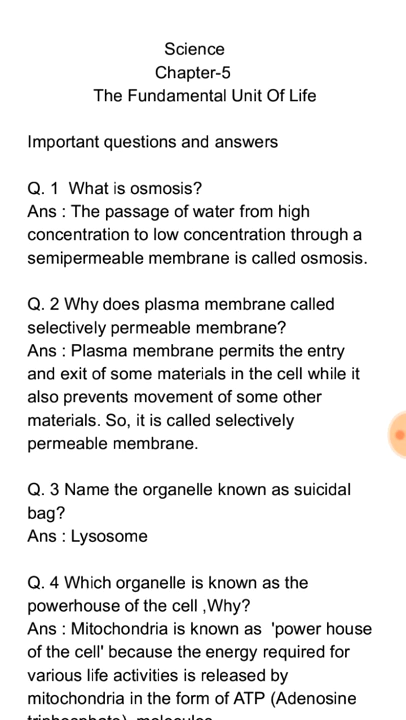 Science
Chapter-5
The Fundamental Unit Of Life
Important questions and answers
Q. 1  What is osmosis?
Ans : The passage of water from high
concentration to low concentration through a
semipermeable membrane is called osmosis.
Q. 2 Why does plasma membrane called
selectively permeable membrane?
Ans : Plasma membrane permits the entry
and exit of some materials in the cell while it
also prevents movement of some other
materials. So, it is called selectively
permeable membrane.
Q. 3 Name the organelle known as suicidal
bag?
Ans : Lysosome
Q. 4 Which organelle is known as the
powerhouse of the cell ,Why?
Ans : Mitochondria is known as  'power house
of the cell' because the energy required for
various life activities is released by
mitochondria in the form of ATP (Adenosine
triphosphate)  molecules